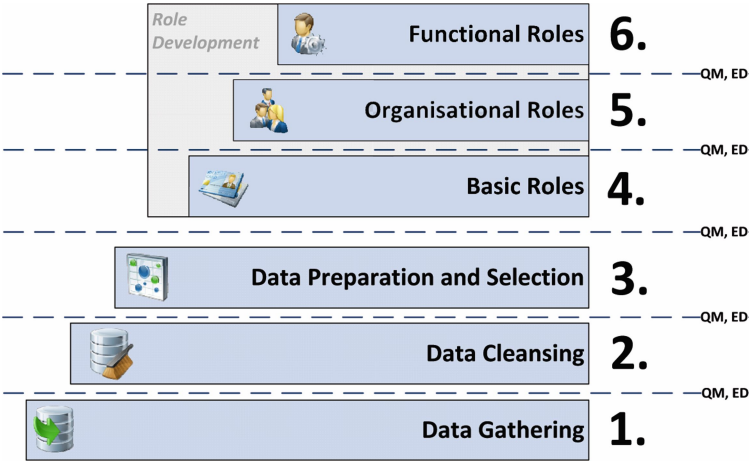 Role
Development
Functional Roles 6.
QM, ED
Organisational Roles 5.
QM, ED
Basic Roles 4.
QM, ED
Data Preparation and Selection 3.
QM, ED
Data Cleansing 2.
QM, ED
Data Gathering 1.